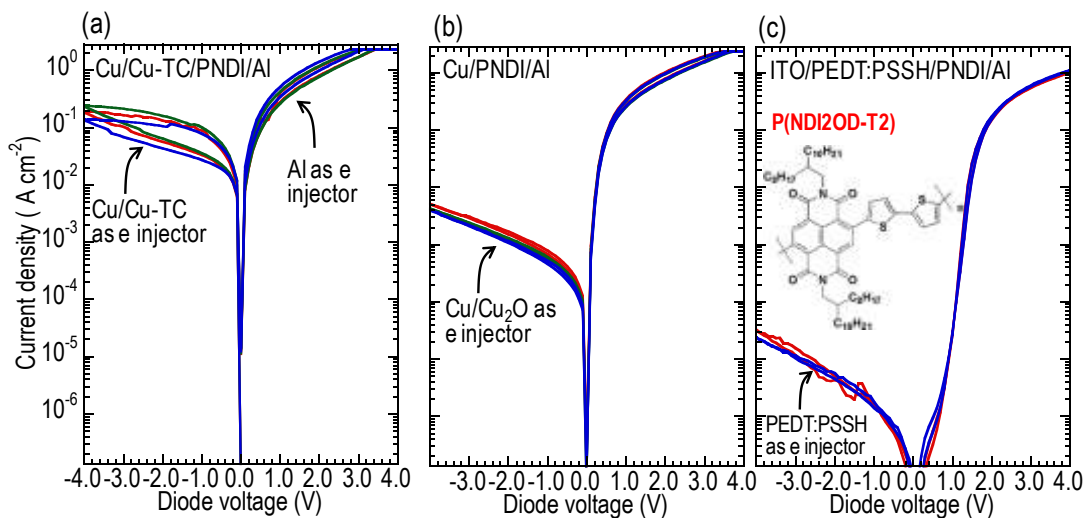 (a)
(b)
(c)
Cu/Cu-TC/PNDI/Al
Cu/PNDI/Al
ITO/PEDT:PSSH/PNDI/Al
P(NDI2OD-T2)
Current density ( A cm-2)
10^0
10^-1
10^-2
10^-3
10^-4
10^-5
10^-6
Al as e
injector
Cu/Cu-TC
as e injector
Cu/Cu2O as
e injector
PEDT:PSSH
as e injector
C10H21
C8H17
O
N
O
S
S
O
N
O
C8H17
C10H21
-4.0 -3.0 -2.0 -1.0 0.0 1.0 2.0 3.0 4.0
-3.0 -2.0 -1.0 0.0 1.0 2.0 3.0 4.0
-3.0 -2.0 -1.0 0.0 1.0 2.0 3.0 4.0
Diode voltage (V)
Diode voltage (V)
Diode voltage (V)